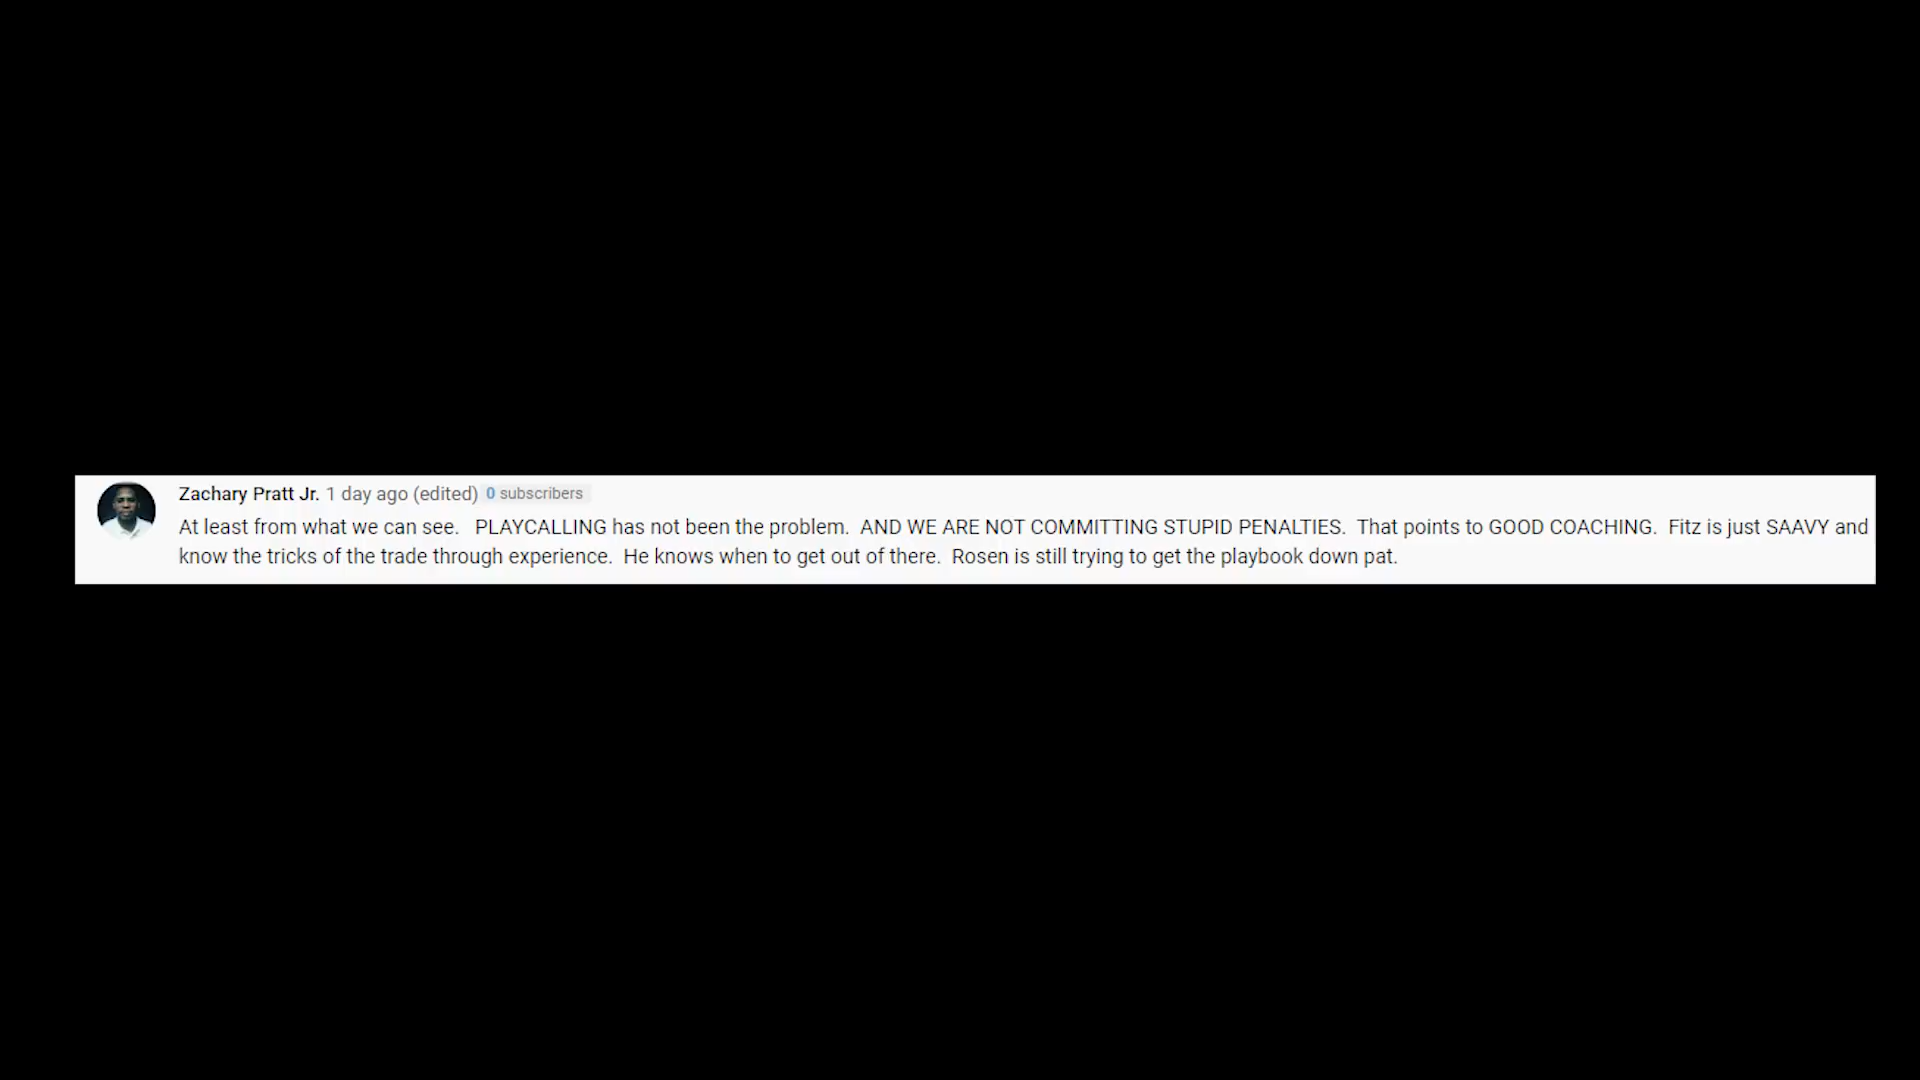 Zachary Pratt Jr. 1 day ago (edited) 0 subscribers
At least from what we can see.   PLAYCALLING has not been the problem.  AND WE ARE NOT COMMITTING STUPID PENALTIES.  That points to GOOD COACHING.  Fitz is just SAAVY and
know the tricks of the trade through experience.  He knows when to get out of there.  Rosen is still trying to get the playbook down pat.